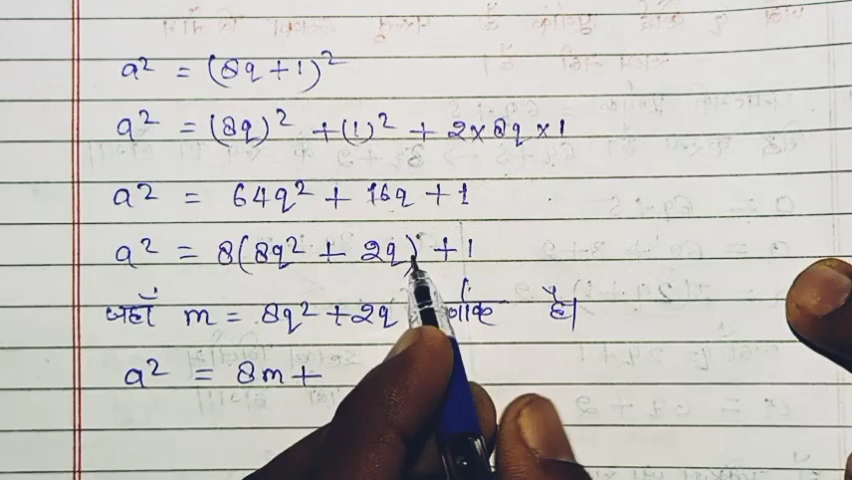 a² = (8q + 1)²
a² = (8q)² + (1)² + 2×8q×1
a² = 64q² + 16q + 1
a² = 8(8q² + 2q) + 1
जहाँ m = 8q² + 2q है।
a² = 8m +